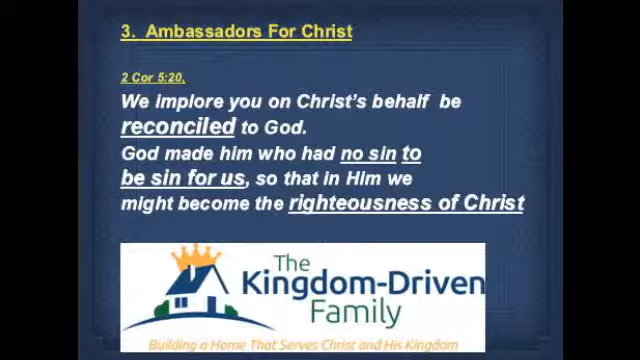 3. Ambassadors For Christ
2 Cor 5:20,
We implore you on Christ's behalf be
reconciled to God.
God made him who had no sin to
be sin for us, so that in Him we
might become the righteousness of Christ
The
Kingdom-Driven
Family
Building a Home That Serves Christ and His Kingdom